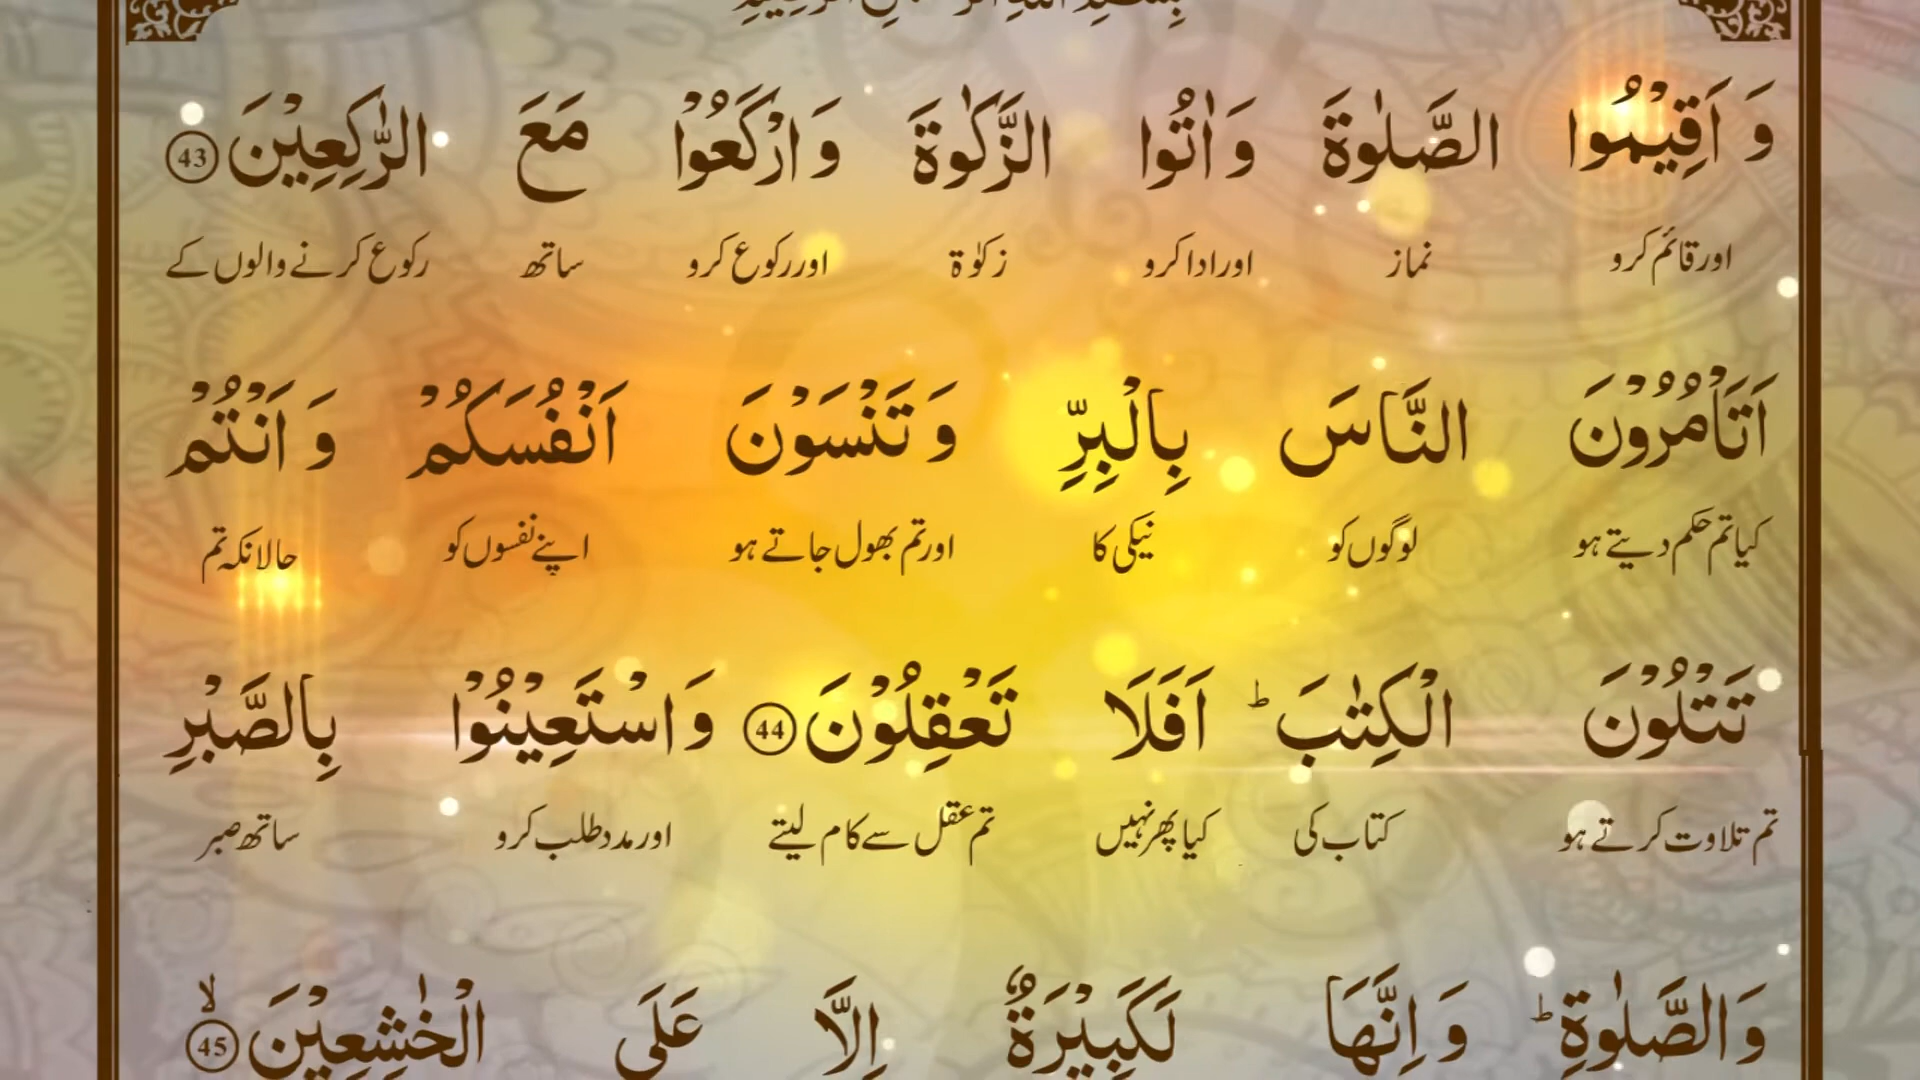 وَ اَقِيْمُوا الصَّلٰوةَ وَ اٰتُوا الزَّكٰوةَ وَ ارْكَعُوْا مَعَ الرّٰكِعِيْنَ 43
اور قائم کرو نماز اور ادا کرو زکوٰۃ اور رکوع کرو ساتھ رکوع کرنے والوں کے
اَتَاْمُرُوْنَ النَّاسَ بِالْبِرِّ وَ تَنْسَوْنَ اَنْفُسَكُمْ وَ اَنْتُمْ
کیا تم حکم دیتے ہو لوگوں کو نیکی کا اور تم بھول جاتے ہو اپنے نفسوں کو حالانکہ تم
تَتْلُوْنَ الْكِتٰبَ ؕ اَفَلَا تَعْقِلُوْنَ 44 وَ اسْتَعِيْنُوْا بِالصَّبْرِ
تم تلاوت کرتے ہو کتاب کی کیا پھر نہیں تم عقل سے کام لیتے اور مدد طلب کرو ساتھ صبر
وَ الصَّلٰوةِ ؕ وَ اِنَّهَا لَكَبِيْرَةٌ اِلَّا عَلَى الْخٰشِعِيْنَ ۙ 45